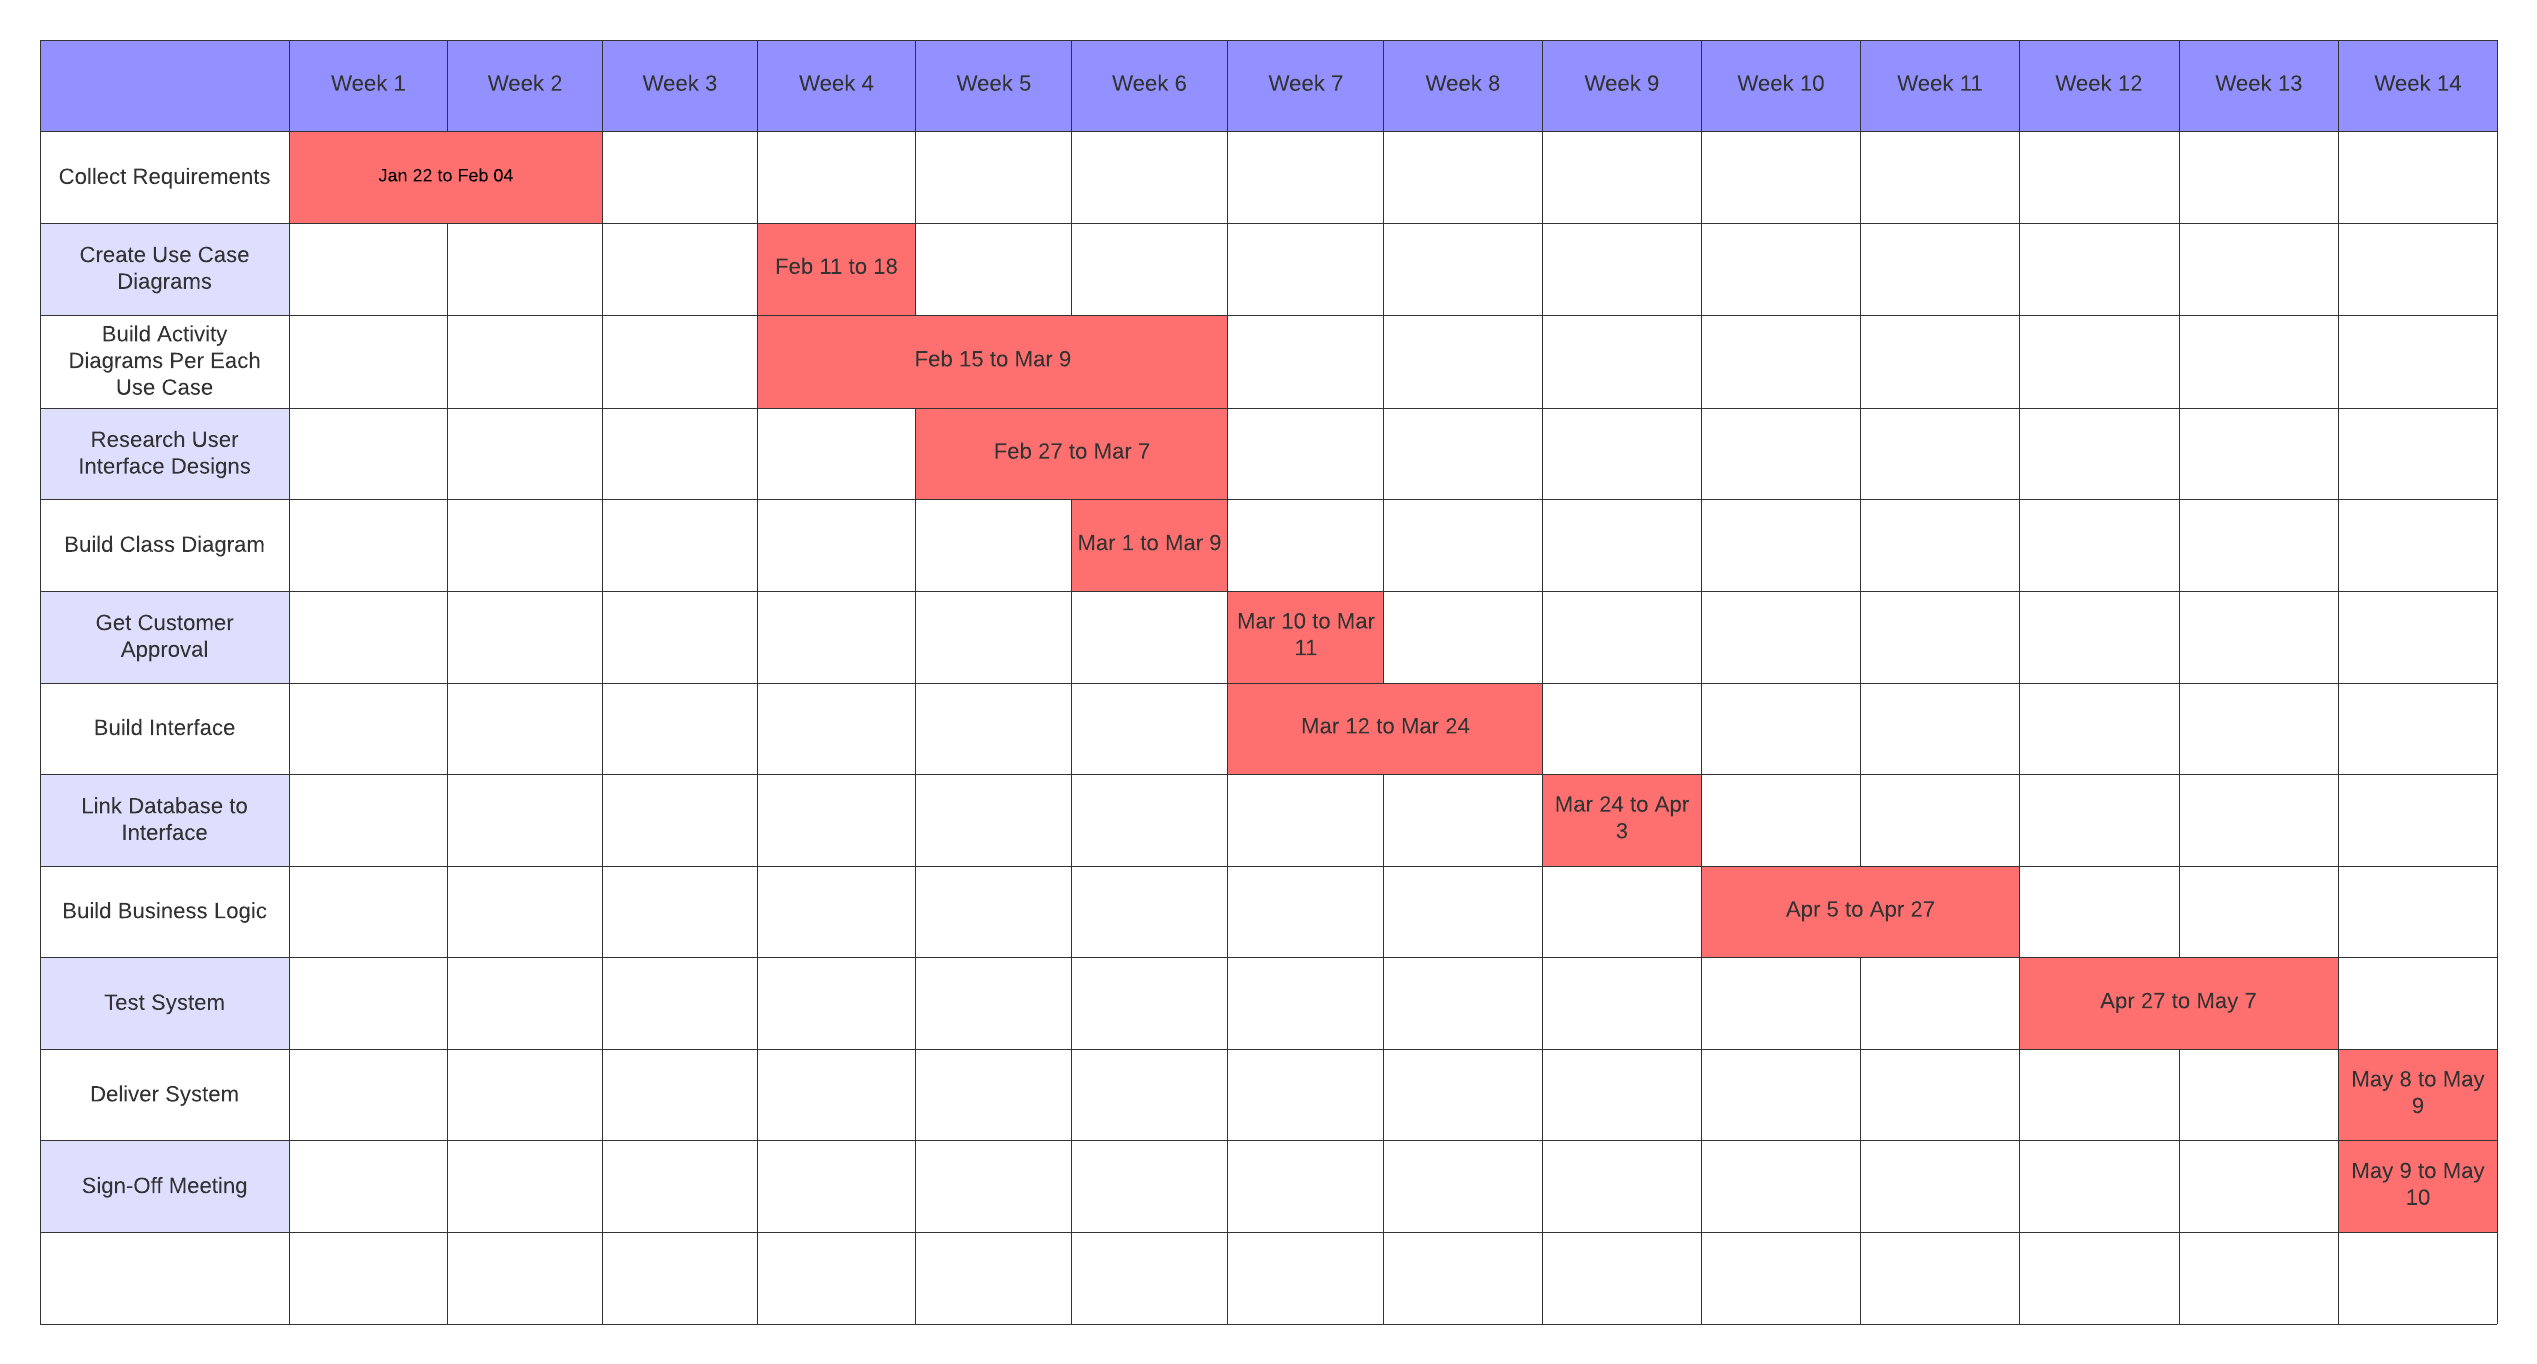 Week 1
Week 2
Week 3
Week 4
Week 5
Week 6
Week 7
Week 8
Week 9
Week 10
Week 11
Week 12
Week 13
Week 14
Collect Requirements
Jan 22 to Feb 04
Create Use Case
Diagrams
Feb 11 to 18
Build Activity
Diagrams Per Each
Use Case
Feb 15 to Mar 9
Research User
Interface Designs
Feb 27 to Mar 7
Build Class Diagram
Mar 1 to Mar 9
Get Customer
Approval
Mar 10 to Mar
11
Build Interface
Mar 12 to Mar 24
Link Database to
Interface
Mar 24 to Apr
3
Build Business Logic
Apr 5 to Apr 27
Test System
Apr 27 to May 7
Deliver System
May 8 to May
9
Sign-Off Meeting
May 9 to May
10